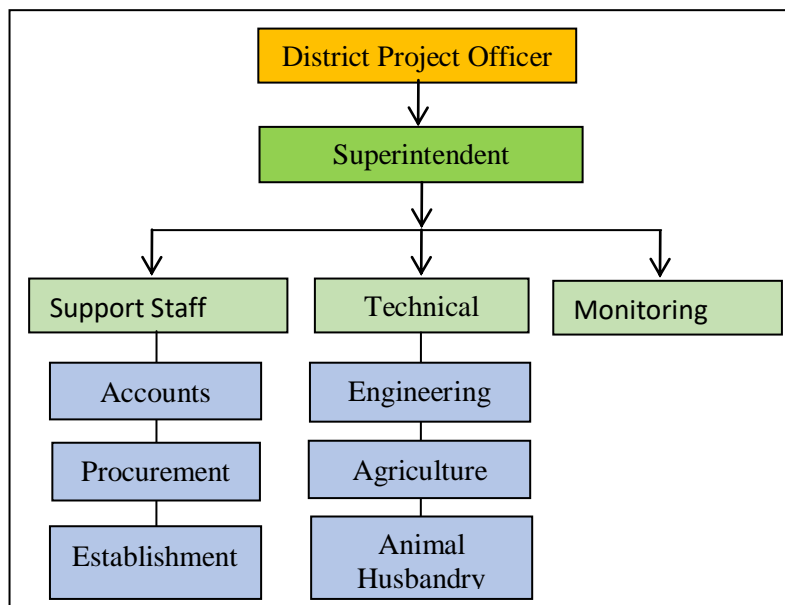 District Project Officer
Superintendent
Support Staff
Technical
Monitoring
Accounts
Engineering
Procurement
Agriculture
Establishment
Animal
Husbandry